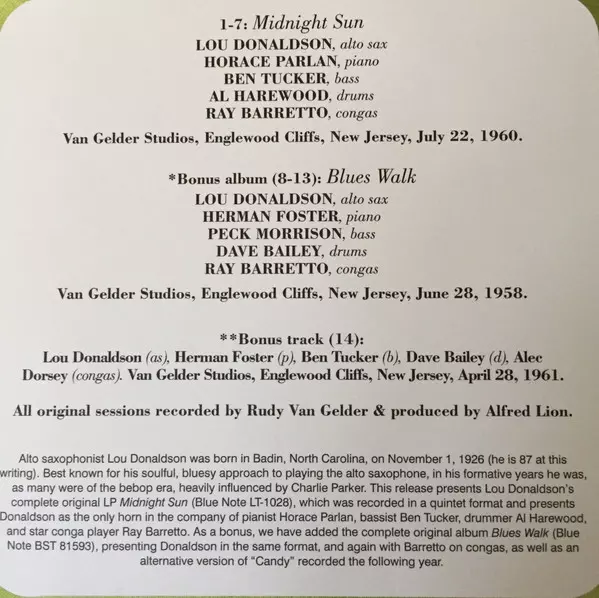 1-7: Midnight Sun
LOU DONALDSON, alto sax
HORACE PARLAN, piano
BEN TUCKER, bass
AL HAREWOOD, drums
RAY BARRETTO, congas
Van Gelder Studios, Englewood Cliffs, New Jersey, July 22, 1960.
*Bonus album (8-13): Blues Walk
LOU DONALDSON, alto sax
HERMAN FOSTER, piano
PECK MORRISON, bass
DAVE BAILEY, drums
RAY BARRETTO, congas
Van Gelder Studios, Englewood Cliffs, New Jersey, June 28, 1958.
**Bonus track (14):
Lou Donaldson (as), Herman Foster (p), Ben Tucker (b), Dave Bailey (d), Alec
Dorsey (congas). Van Gelder Studios, Englewood Cliffs, New Jersey, April 28, 1961.
All original sessions recorded by Rudy Van Gelder & produced by Alfred Lion.
Alto saxophonist Lou Donaldson was born in Badin, North Carolina, on November 1, 1926 (he is 87 at this
writing). Best known for his soulful, bluesy approach to playing the alto saxophone, in his formative years he was,
as many were of the bebop era, heavily influenced by Charlie Parker. This release presents Lou Donaldson's
complete original LP Midnight Sun (Blue Note LT-1028), which was recorded in a quintet format and presents
Donaldson as the only horn in the company of pianist Horace Parlan, bassist Ben Tucker, drummer Al Harewood,
and star conga player Ray Barretto. As a bonus, we have added the complete original album Blues Walk (Blue
Note BST 81593), presenting Donaldson in the same format, and again with Barretto on congas, as well as an
alternative version of "Candy" recorded the following year.